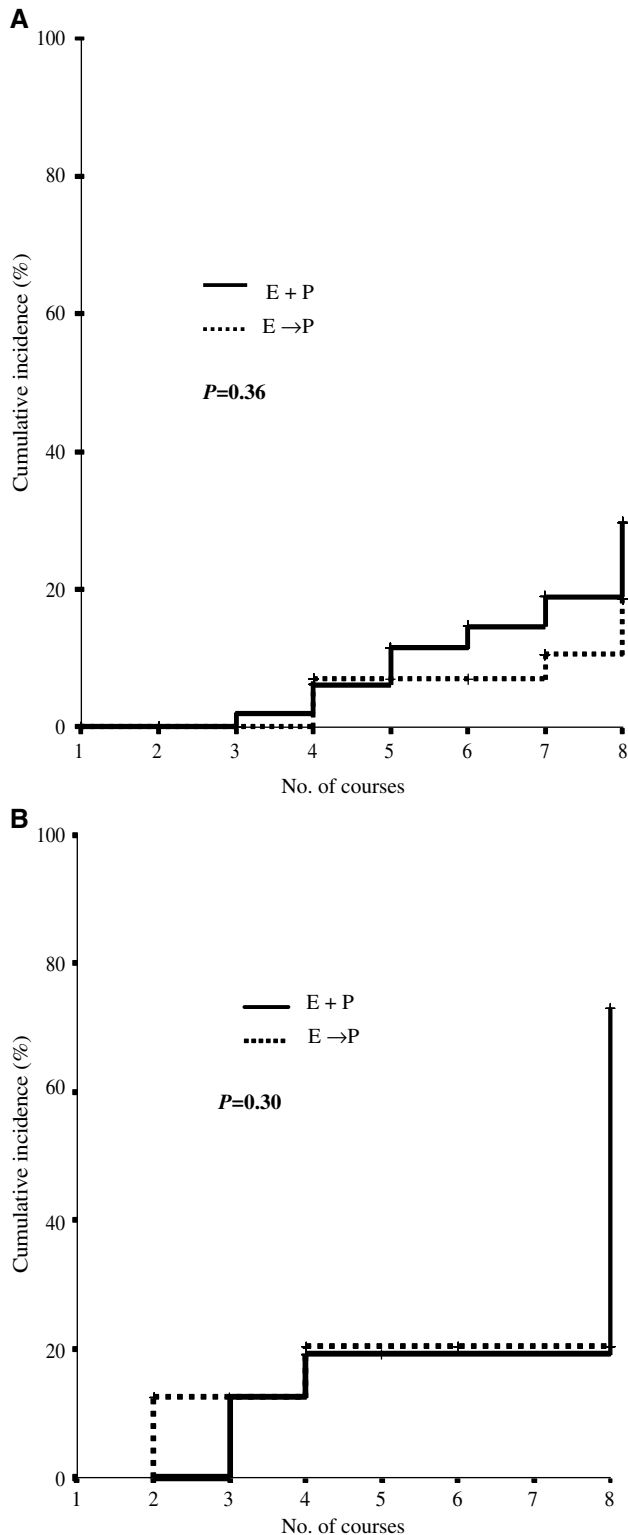 A
100
80
60
40
20
0
Cumulative incidence (%)
E + P
E →P
P=0.36
1 2 3 4 5 6 7 8
No. of courses
B
100
80
60
40
20
0
Cumulative incidence (%)
E + P
E →P
P=0.30
1 2 3 4 5 6 7 8
No. of courses